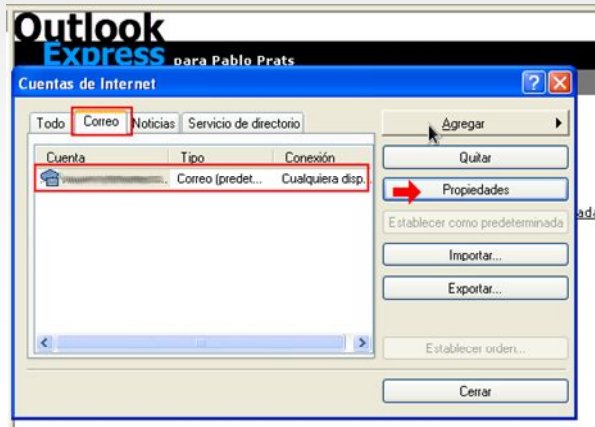 Outlook
Express para Pablo Prats
Cuentas de Internet
Todo Correo Noticias Servicio de directorio
Cuenta Tipo Conexión
Correo (predet... Cualquiera disp...
Agregar
Quitar
Propiedades
Establecer como predeterminada
Importar...
Exportar...
Establecer orden...
Cerrar